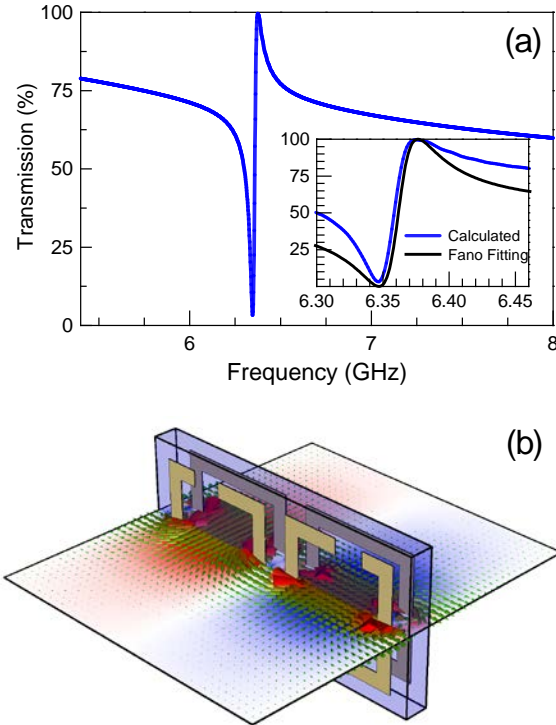 (a)
100
75
50
25
0
Transmission (%)
6
7
8
Frequency (GHz)
100
75
50
25
6.30
6.35
6.40
6.45
Calculated
Fano Fitting
(b)